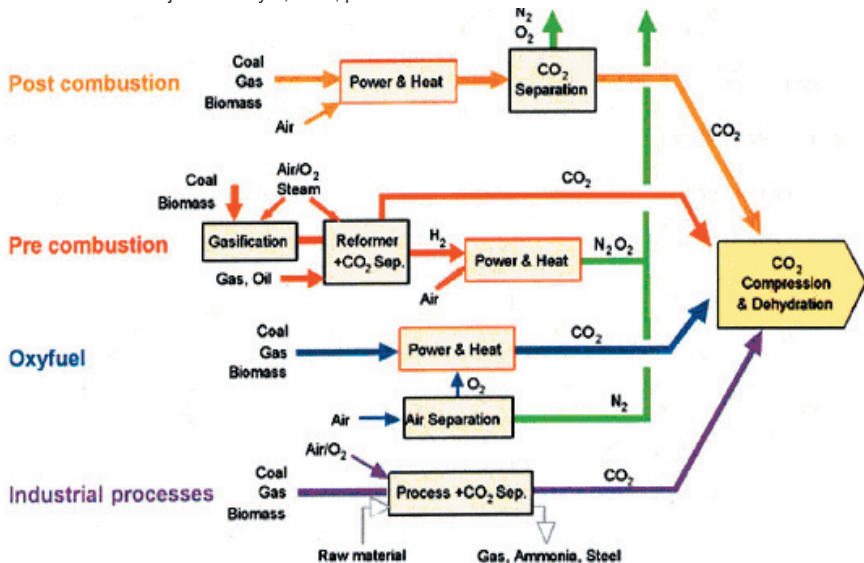 N₂
O₂
Coal
Gas
Biomass
Post combustion
Power & Heat
CO₂
Separation
Air
CO₂
Air/O₂
Steam
Coal
Biomass
CO₂
Pre combustion
Gasification
Reformer
+CO₂ Sep.
H₂
Power & Heat
N₂ O₂
Gas, Oil
Air
CO₂
Compression
& Dehydration
Coal
Gas
Biomass
Oxyfuel
Power & Heat
CO₂
O₂
Air
Air Separation
N₂
Air/O₂
Coal
Gas
Biomass
Industrial processes
Process +CO₂ Sep.
CO₂
Raw material
Gas, Ammonia, Steel